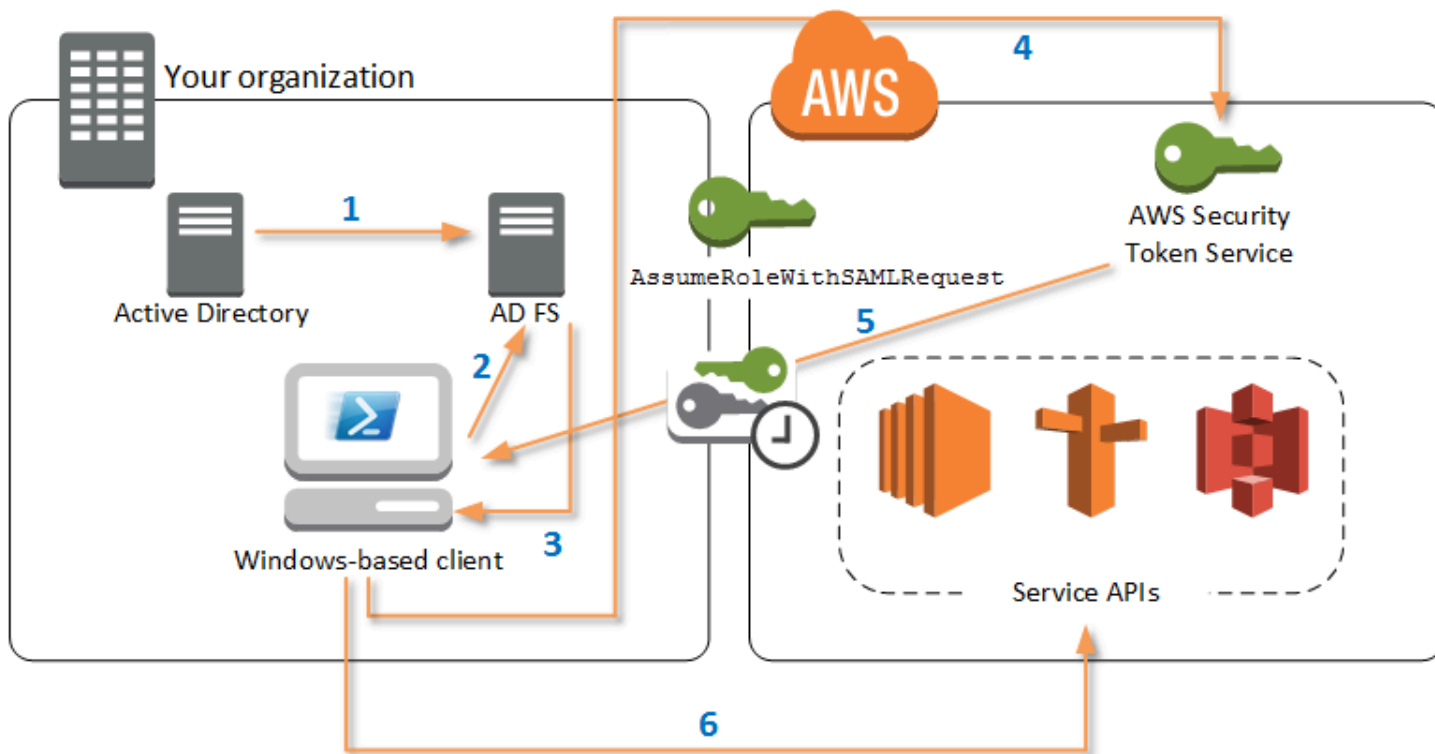 Your organization
AWS
4
1
Active Directory
AD FS
AssumeRoleWithSAMLRequest
AWS Security
Token Service
2
5
3
Windows-based client
Service APIs
6